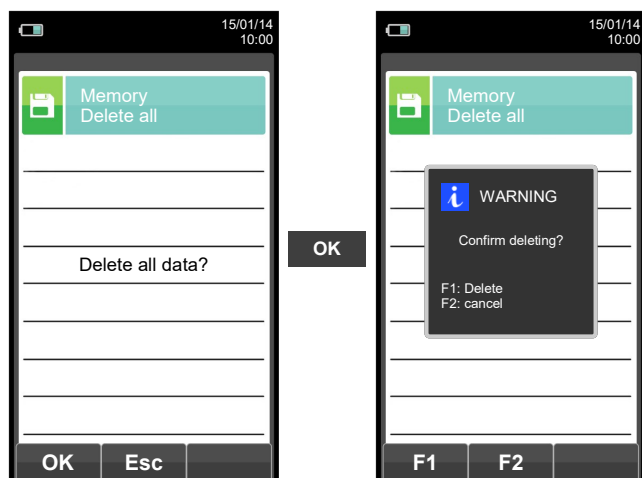 15/01/14
10:00
Memory
Delete all
Delete all data?
OK
Esc
OK
15/01/14
10:00
Memory
Delete all
i
WARNING
Confirm deleting?
F1: Delete
F2: cancel
F1
F2